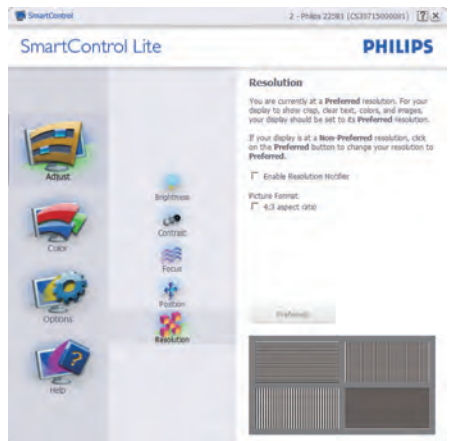 SmartControl
2 - Philips 225B1 (CS39715000001) ? X
SmartControl Lite
PHILIPS
Resolution
You are currently at a Preferred resolution. For your
display to show crisp, clear text, colors, and images,
your display should be set to its Preferred resolution.
If your display is at a Non-Preferred resolution, click
on the Preferred button to change your resolution to
Preferred.
Enable Resolution Notifier
Picture Format:
4:3 aspect ratio
Preferred
Adjust
Color
Options
Help
Brightness
Contrast
Focus
Position
Resolution